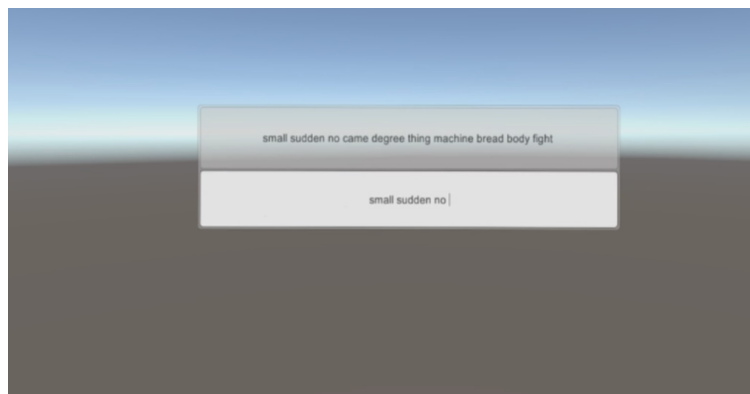 small sudden no came degree thing machine bread body fight
small sudden no